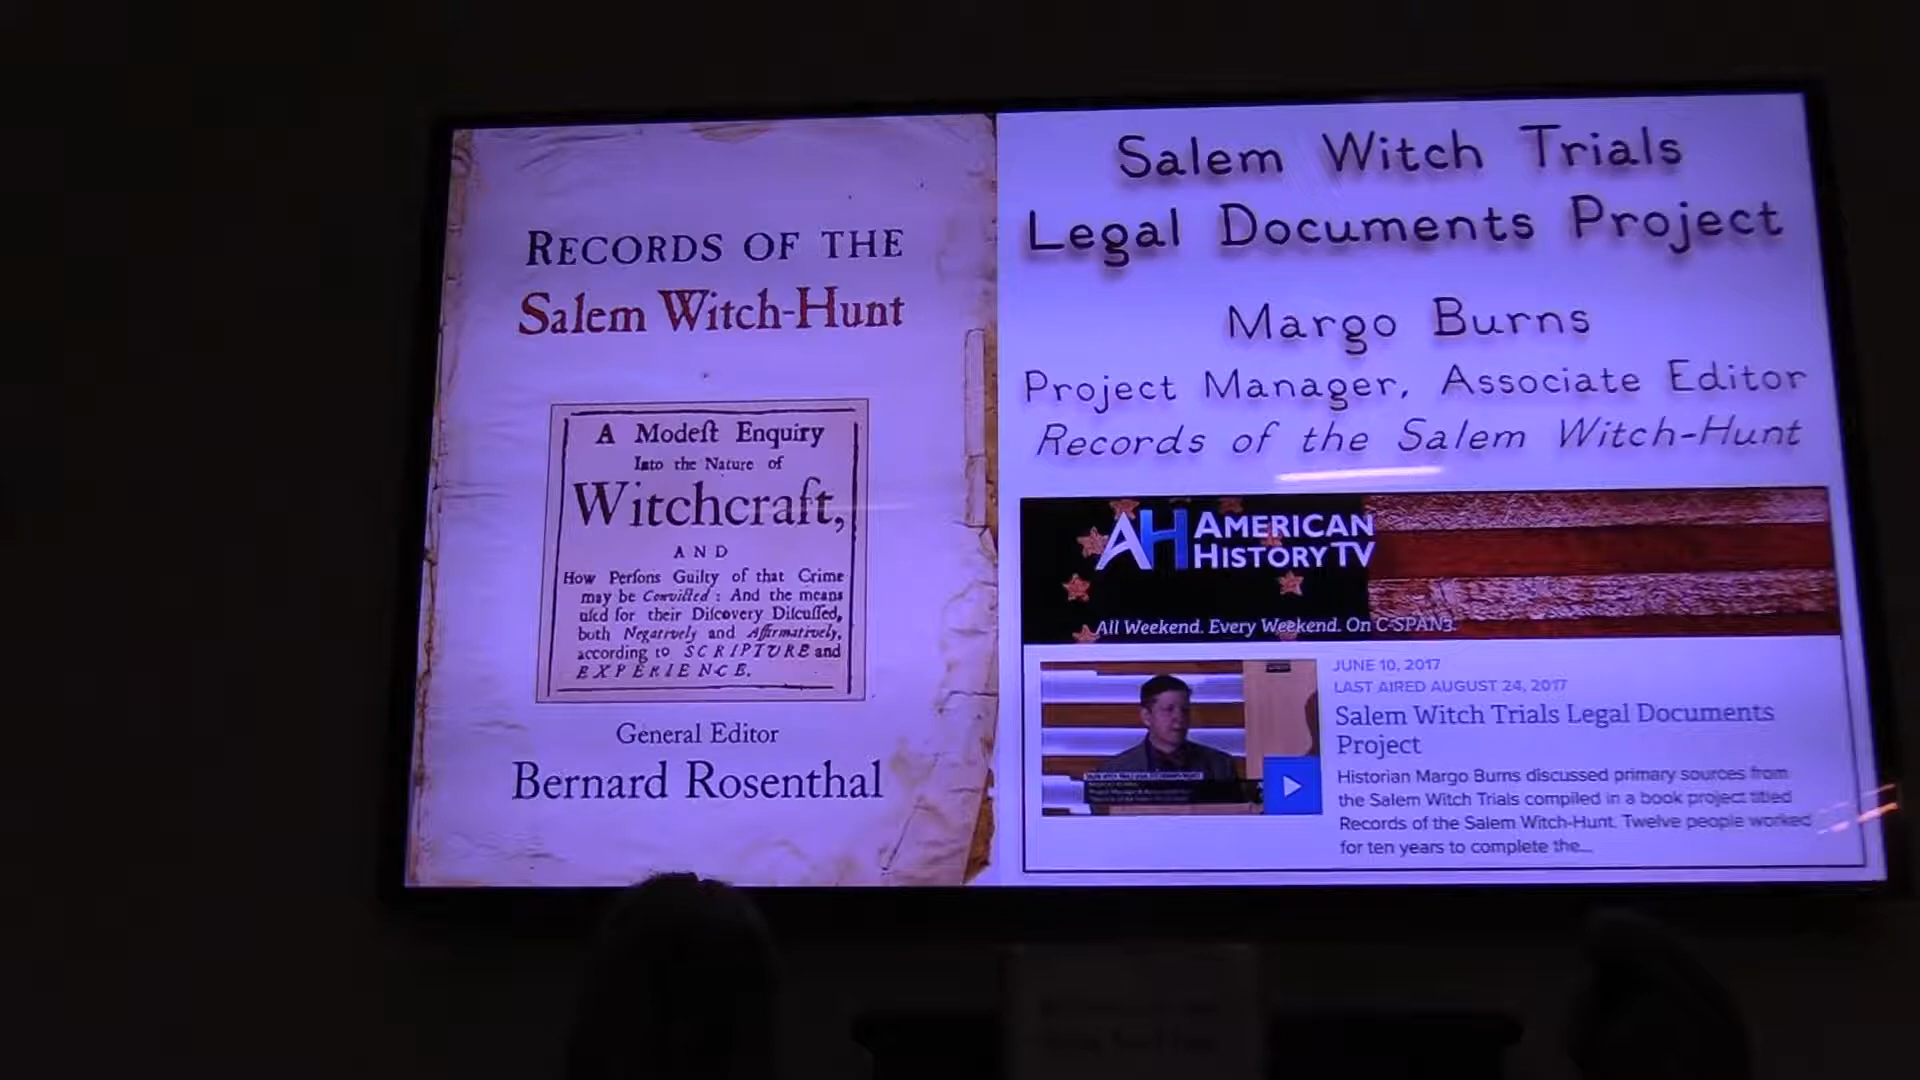 RECORDS OF THE
Salem Witch-Hunt
A Modeſt Enquiry
Into the Nature of
Witchcraft,
AND
How Perſons Guilty of that Crime
may be Convicted: And the means
uſed for their Diſcovery Diſcuſſed,
both Negatively and Affirmatively,
according to SCRIPTURE and
EXPERIENCE.
General Editor
Bernard Rosenthal
Salem Witch Trials
Legal Documents Project
Margo Burns
Project Manager, Associate Editor
Records of the Salem Witch-Hunt
AH AMERICAN
HISTORY TV
All Weekend. Every Weekend. On C-SPAN3.
JUNE 10, 2017
LAST AIRED AUGUST 24, 2017
Salem Witch Trials Legal Documents
Project
Historian Margo Burns discussed primary sources from
the Salem Witch Trials compiled in a book project titled
Records of the Salem Witch-Hunt. Twelve people worked
for ten years to complete the...